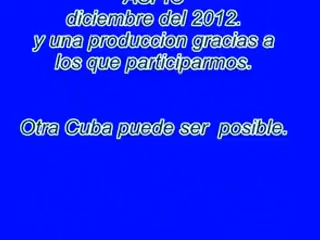 diciembre del 2012.
y una produccion gracias a
los que participarmos.
Otra Cuba puede ser posible.